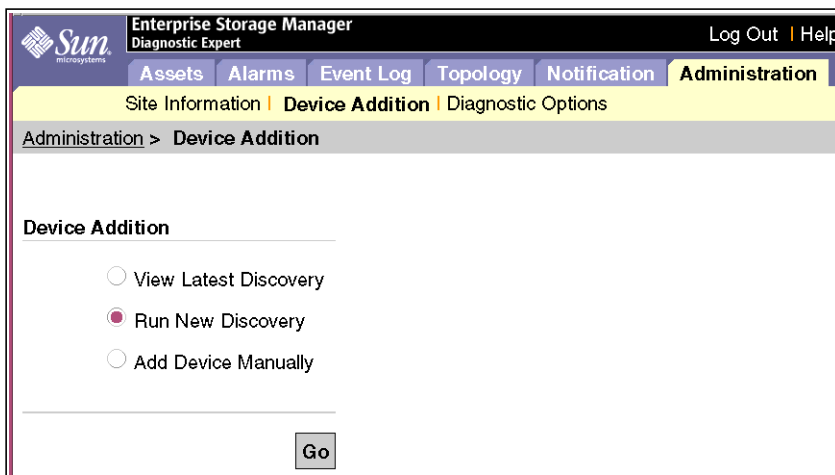 Sun
microsystems
Enterprise Storage Manager
Diagnostic Expert
Log Out | Help
Assets Alarms Event Log Topology Notification Administration
Site Information | Device Addition | Diagnostic Options
Administration > Device Addition
Device Addition
View Latest Discovery
Run New Discovery
Add Device Manually
Go